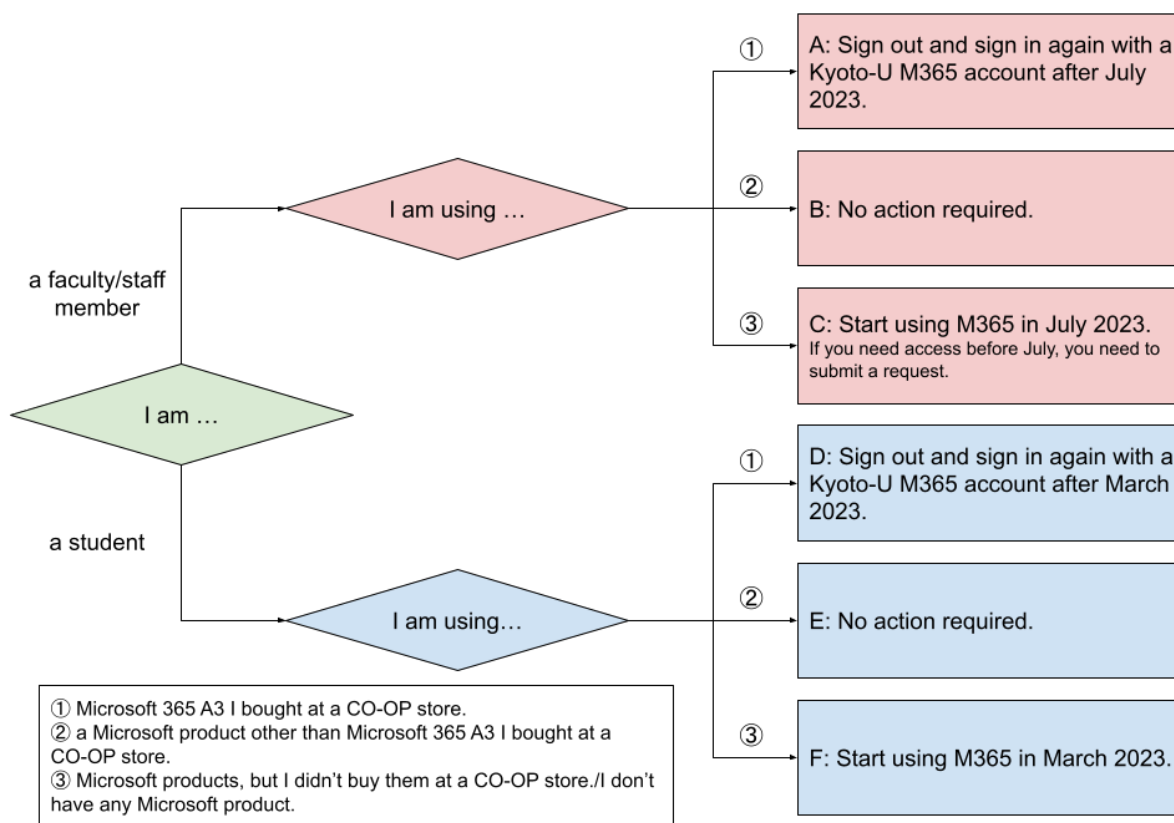 ①
A: Sign out and sign in again with a
Kyoto-U M365 account after July
2023.
I am using …
②
B: No action required.
a faculty/staff
member
③
C: Start using M365 in July 2023.
If you need access before July, you need to
submit a request.
I am …
①
D: Sign out and sign in again with a
Kyoto-U M365 account after March
2023.
a student
I am using…
②
E: No action required.
③
F: Start using M365 in March 2023.
① Microsoft 365 A3 I bought at a CO-OP store.
② a Microsoft product other than Microsoft 365 A3 I bought at a
CO-OP store.
③ Microsoft products, but I didn’t buy them at a CO-OP store./I don’t
have any Microsoft product.